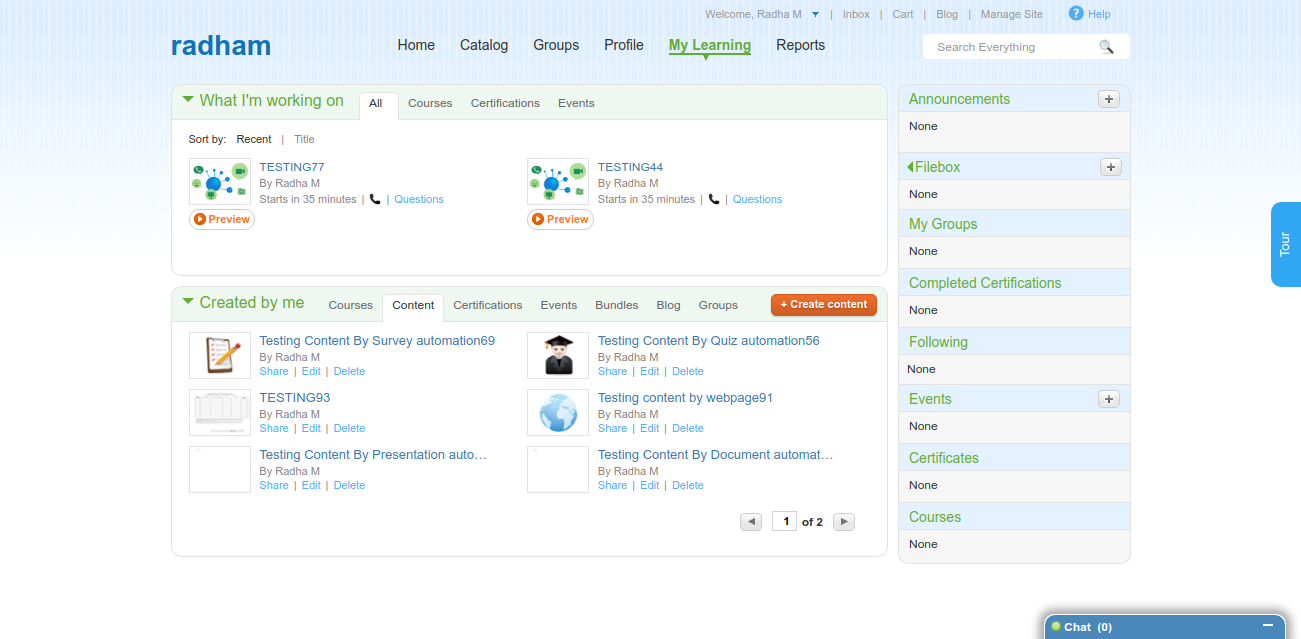 Welcome, Radha M | Inbox | Cart | Blog | Manage Site ? Help
radham
Home Catalog Groups Profile My Learning Reports
Search Everything
What I'm working on All Courses Certifications Events
Sort by: Recent | Title
TESTING77
By Radha M
Starts in 35 minutes | | Questions
Preview
TESTING44
By Radha M
Starts in 35 minutes | | Questions
Preview
Created by me Courses Content Certifications Events Bundles Blog Groups + Create content
Testing Content By Survey automation69
By Radha M
Share | Edit | Delete
Testing Content By Quiz automation56
By Radha M
Share | Edit | Delete
TESTING93
By Radha M
Share | Edit | Delete
Testing content by webpage91
By Radha M
Share | Edit | Delete
Testing Content By Presentation auto…
By Radha M
Share | Edit | Delete
Testing Content By Document automat…
By Radha M
Share | Edit | Delete
1 of 2
Announcements +
None
Filebox +
None
My Groups
None
Completed Certifications
None
Following
None
Events +
None
Certificates
None
Courses
None
Tour
Chat (0)